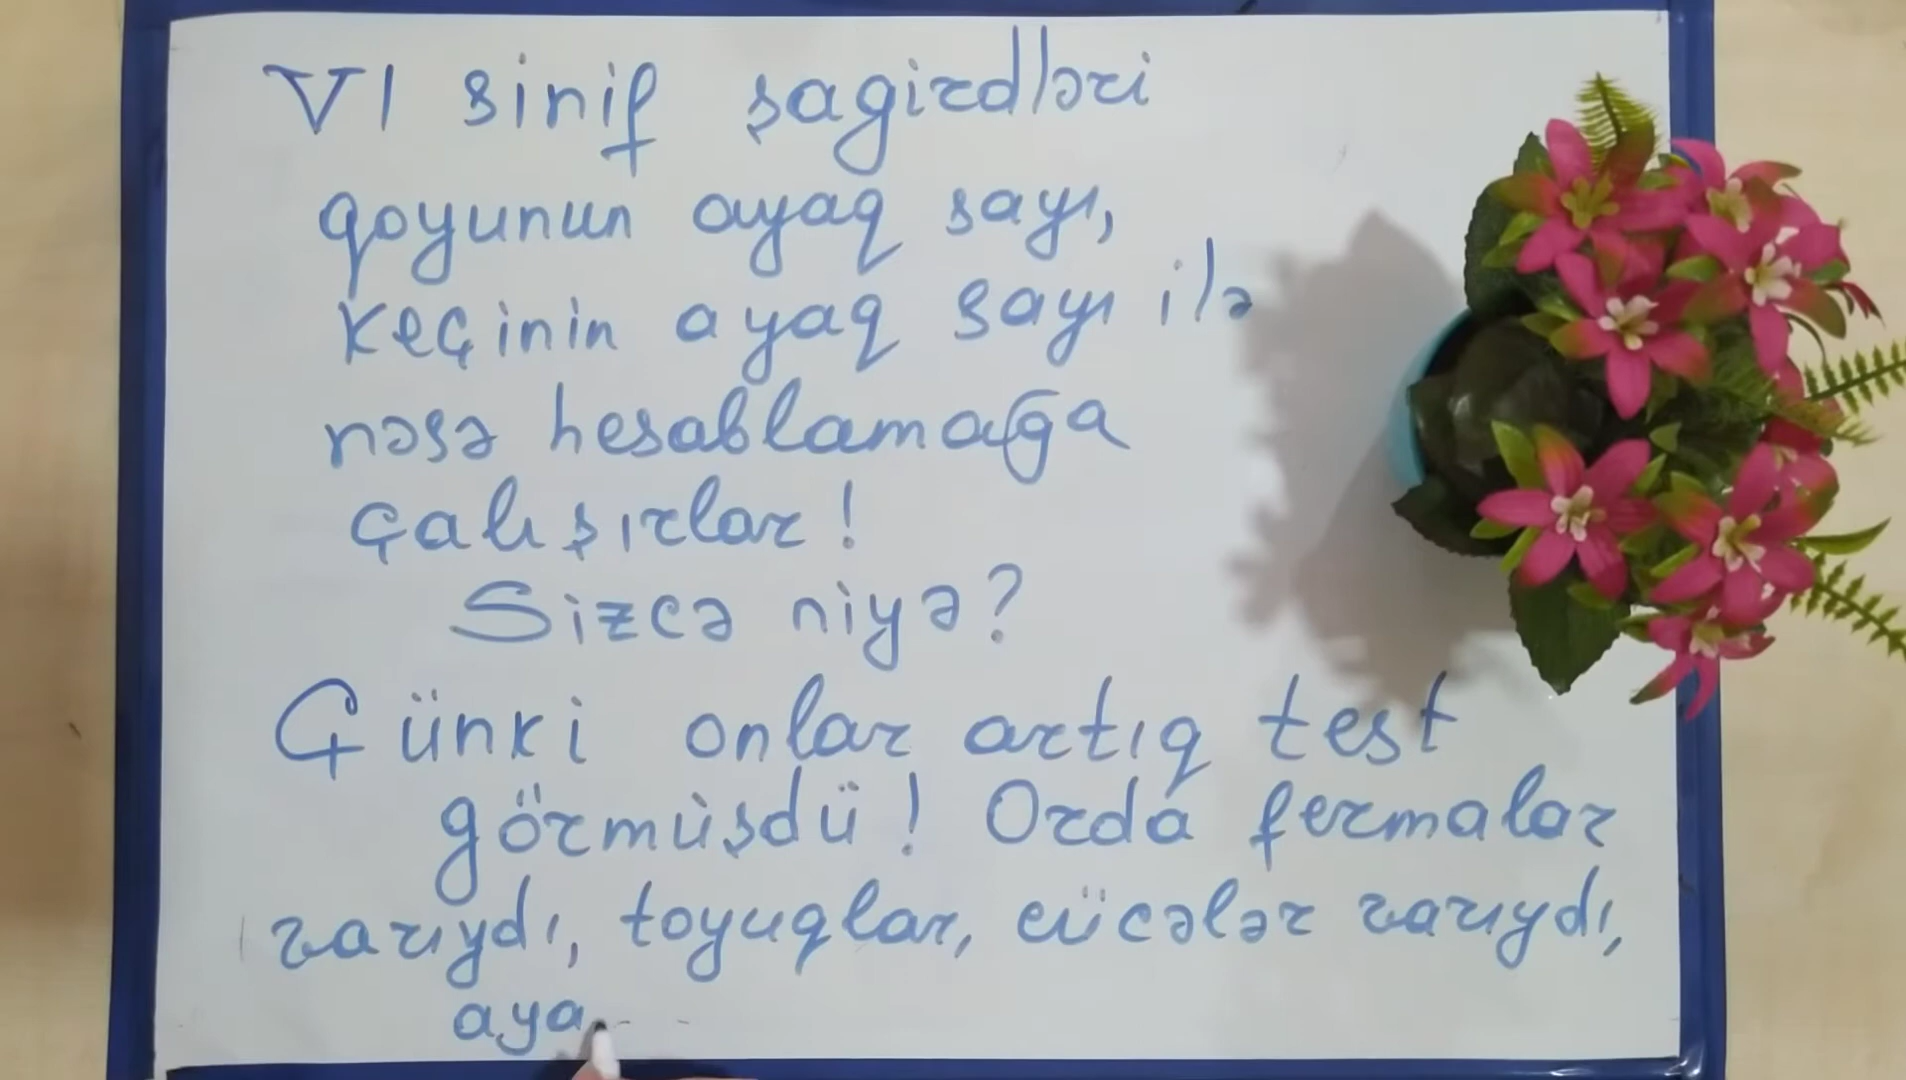 VI sinif şagirdləri
qoyunun ayaq sayı,
keçinin ayaq sayı ilə
nəsə hesablamağa
çalışırlar!
Sizcə niyə?
Çünki onlar artıq test
görmüşdü! Orda fermalar
varıydı, toyuqlar, cücələr varıydı,
aya